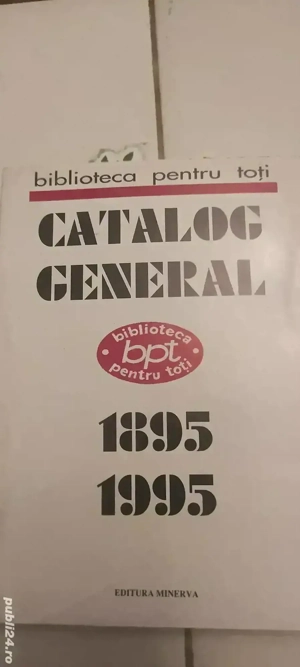 biblioteca pentru toți
CATALOG
GENERAL
biblioteca
bpt
pentru toți
1895
1995
EDITURA MINERVA
publi24.ro